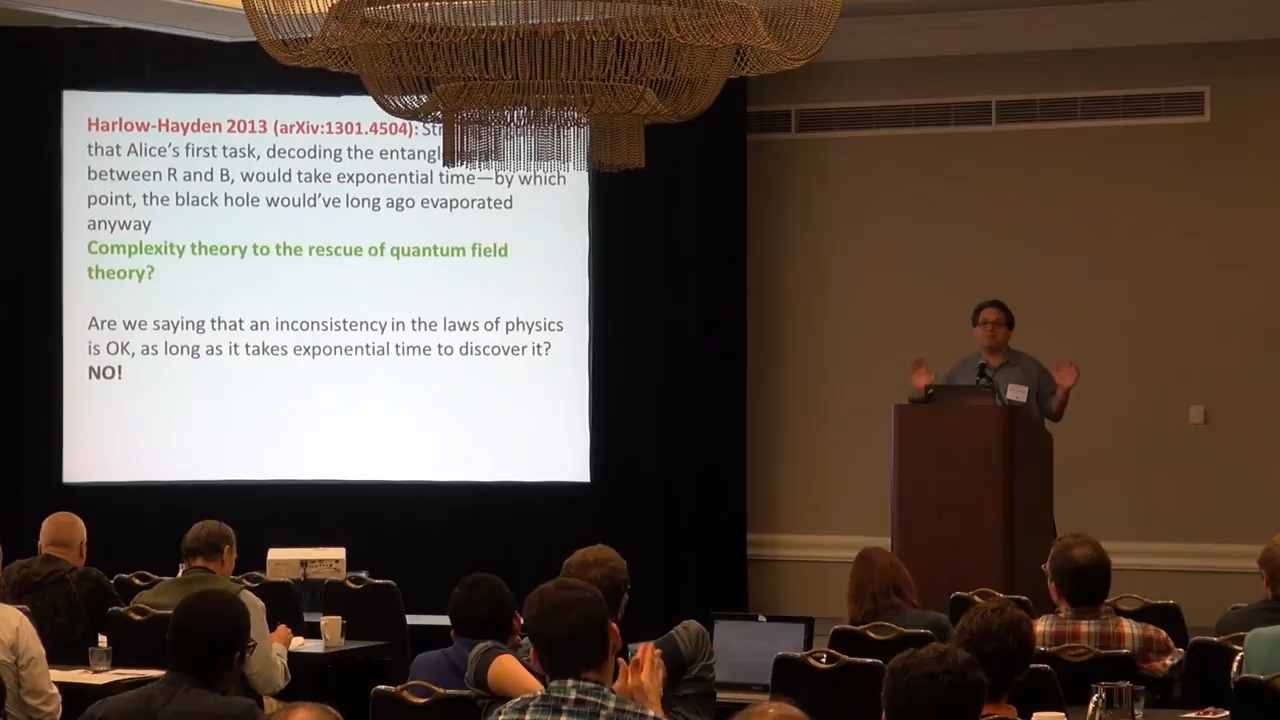 Harlow-Hayden 2013 (arXiv:1301.4504):
that Alice's first task, decoding the
between R and B, would take exponential time—by which
point, the black hole would've long ago evaporated
anyway
Complexity theory to the rescue of quantum field
theory?
Are we saying that an inconsistency in the laws of physics
is OK, as long as it takes exponential time to discover it?
NO!